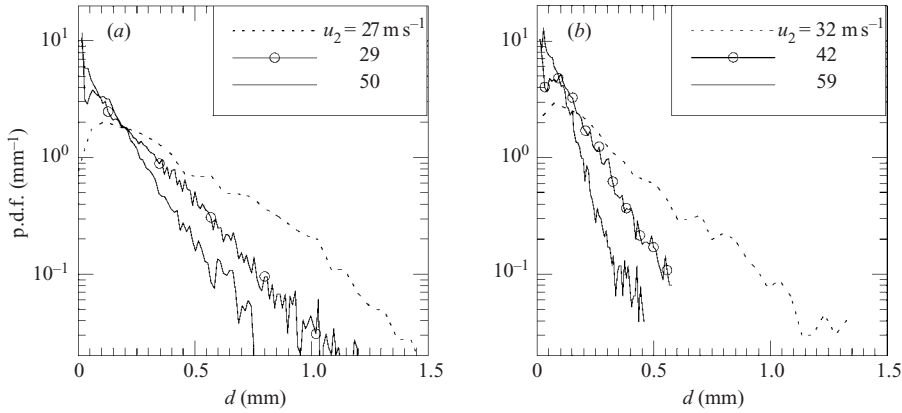 (a)
u₂ = 27 m s⁻¹
29
50
10¹
10⁰
10⁻¹
p.d.f. (mm⁻¹)
0
0.5
1.0
1.5
d (mm)
(b)
u₂ = 32 m s⁻¹
42
59
10¹
10⁰
10⁻¹
0
0.5
1.0
1.5
d (mm)